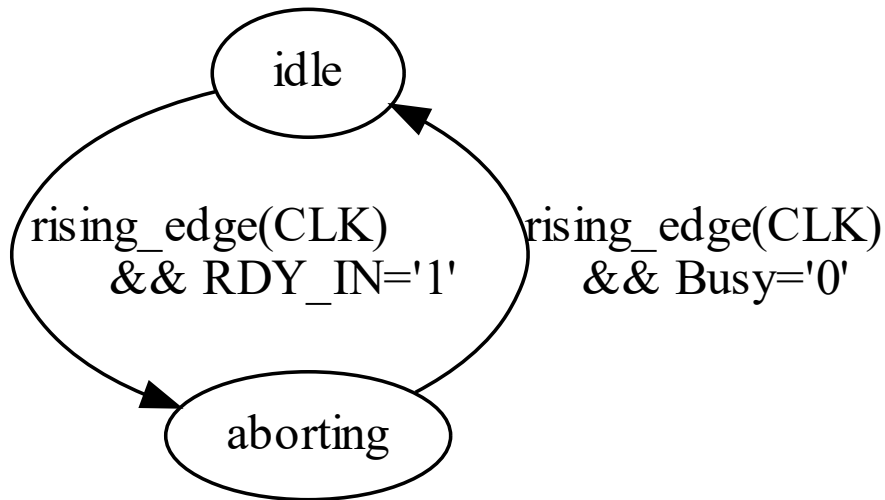 idle
rising_edge(CLK)
&& RDY_IN='1'
rising_edge(CLK)
&& Busy='0'
aborting